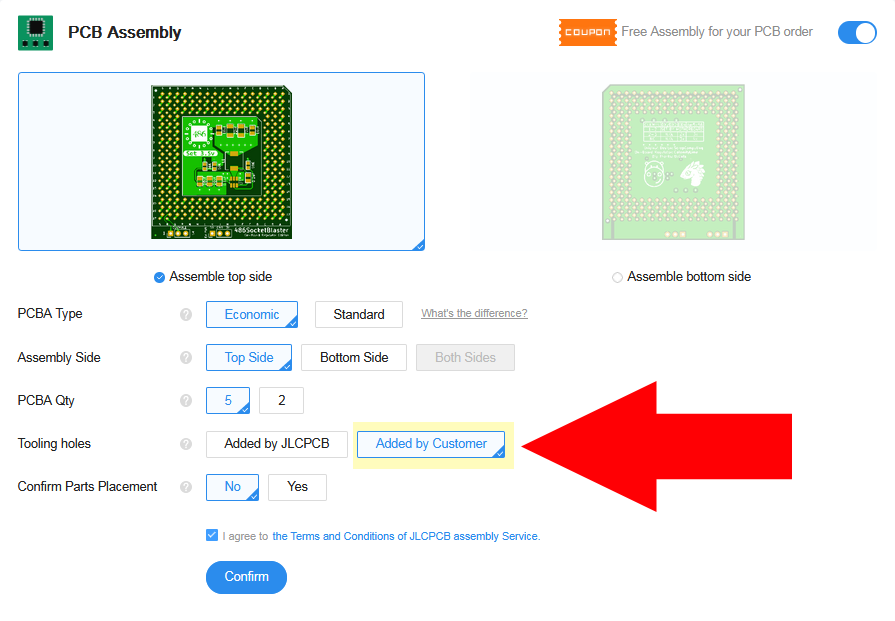 PCB Assembly
COUPON Free Assembly for your PCB order
486
486SocketBlaster
Assemble top side
Assemble bottom side
PCBA Type ? Economic Standard What's the difference?
Assembly Side ? Top Side Bottom Side Both Sides
PCBA Qty ? 5 2
Tooling holes ? Added by JLCPCB Added by Customer
Confirm Parts Placement ? No Yes
I agree to the Terms and Conditions of JLCPCB assembly Service.
Confirm